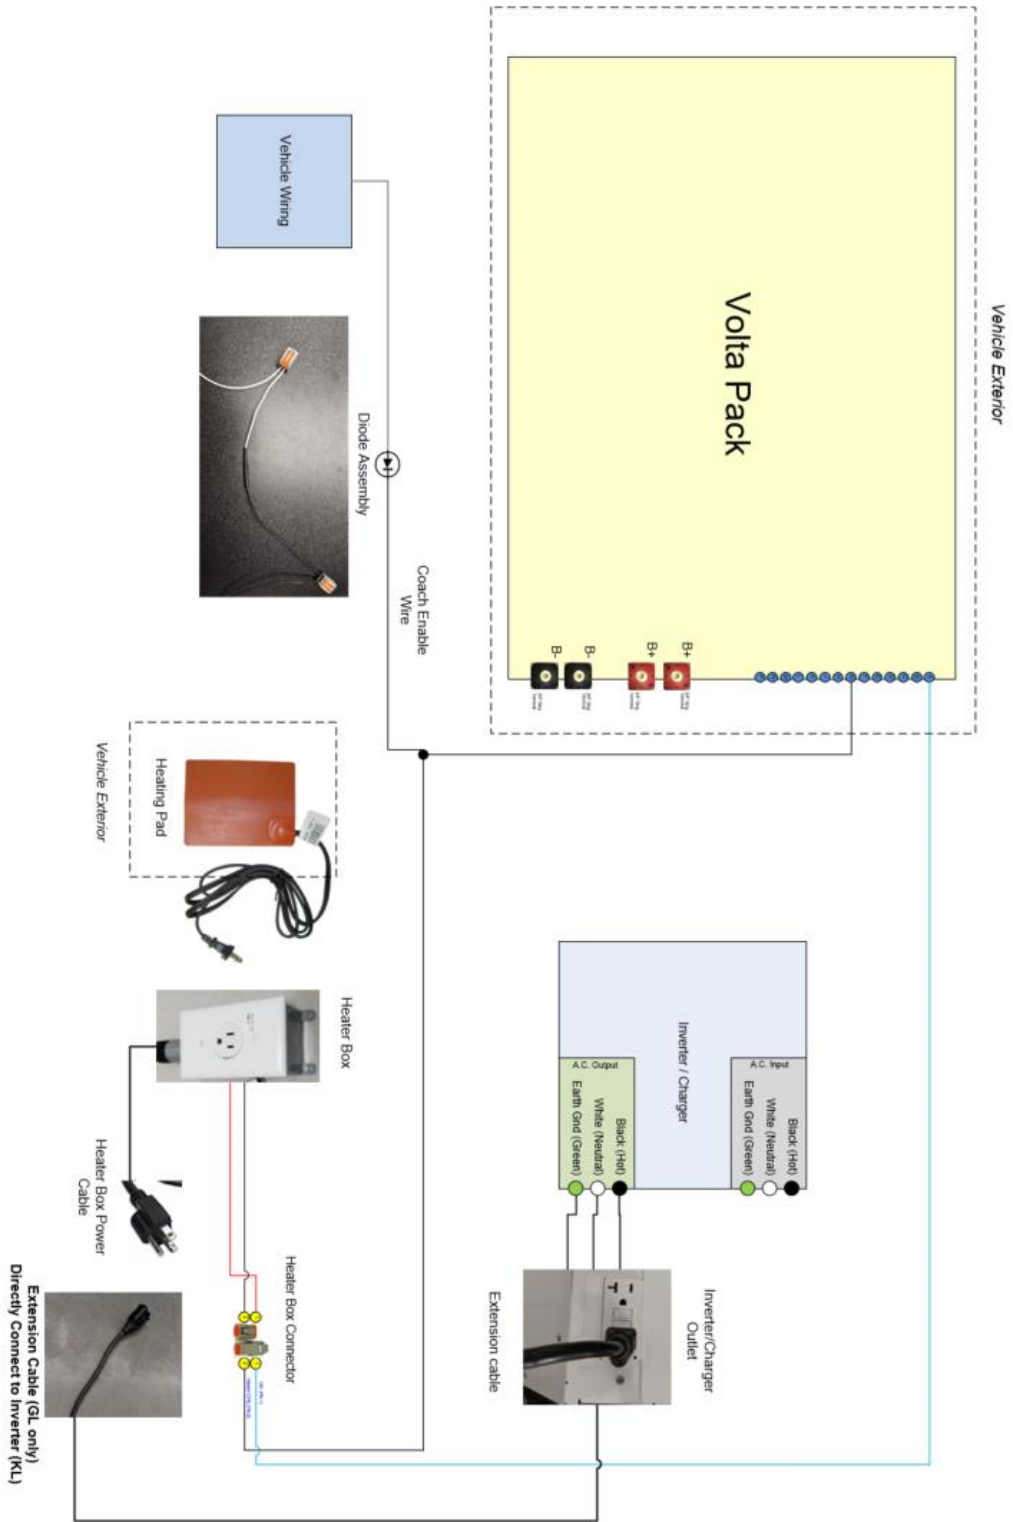 Vehicle Exterior
Volta Pack
B+
B+
B-
B-
Vehicle Wiring
Diode Assembly
Coach Enable
Wire
Heating Pad
Vehicle Exterior
Inverter / Charger
A.C. Input
Black (Hot)
White (Neutral)
Earth Gnd (Green)
A.C. Output
Black (Hot)
White (Neutral)
Earth Gnd (Green)
Heater Box
Heater Box Power
Cable
Heater Box Connector
Inverter/Charger
Outlet
Extension cable
Extension Cable (GL only)
Directly Connect to Inverter (KL)